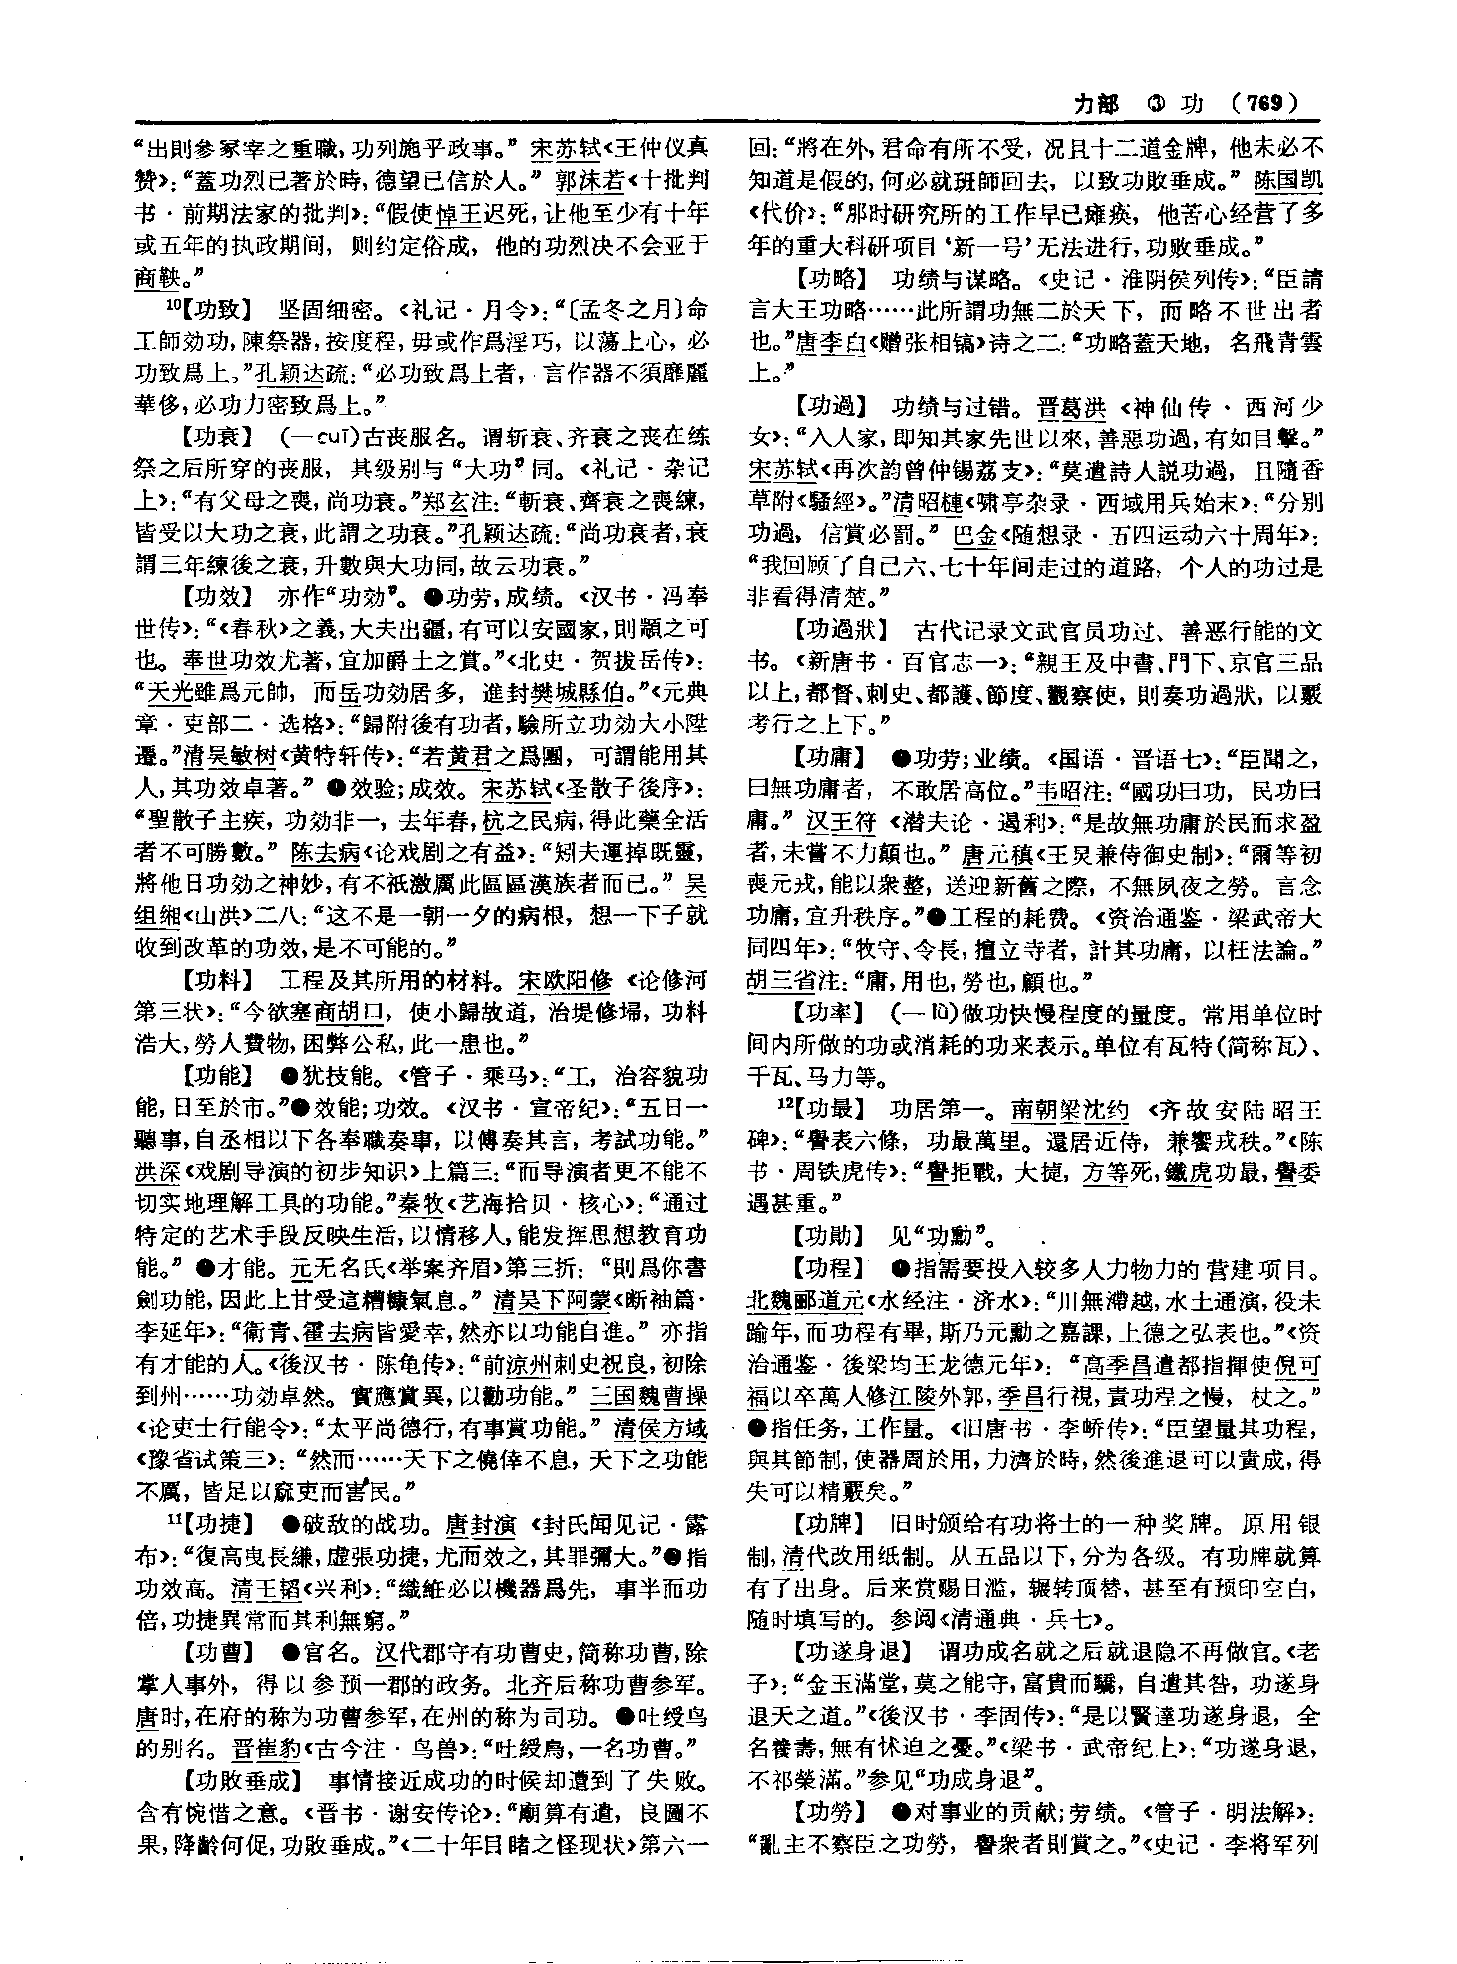 力部 ③ 功 (769)
“出則參冢宰之重職,功列施乎政事。” 宋苏轼《王仲仪真
赞》:“蓋功烈已著於時,德望已信於人。” 郭沫若《十批判
书·前期法家的批判》:“假使悼王迟死,让他至少有十年
或五年的执政期间, 则约定俗成, 他的功烈决不会亚于
商鞅。”
10【功致】 坚固细密。《礼记·月令》:“〔孟冬之月〕命
工師効功,陳祭器,按度程,毋或作爲淫巧, 以蕩上心, 必
功致爲上。”孔颖达疏:“必功致爲上者, 言作器不須靡麗
華侈,必功力密致爲上。”
【功衰】 (—cuī)古丧服名。谓斩衰、齐衰之丧在练
祭之后所穿的丧服, 其级别与“大功”同。《礼记·杂记
上》:“有父母之喪,尚功衰。”郑玄注:“斬衰、齊衰之喪練,
皆受以大功之衰,此謂之功衰。”孔颖达疏:“尚功衰者,衰
謂三年練後之衰,升數與大功同,故云功衰。”
【功效】 亦作“功効”。 ●功劳,成绩。《汉书·冯奉
世传》:“《春秋》之義,大夫出疆,有可以安國家,則顓之可
也。奉世功效尤著,宜加爵土之賞。”《北史·贺拔岳传》:
“天光雖爲元帥, 而岳功効居多, 進封樊城縣伯。”《元典
章·吏部二·选格》:“歸附後有功者,驗所立功効大小陞
遷。”清吴敏树《黄特轩传》:“若黄君之爲團, 可謂能用其
人,其功效卓著。” ●效验;成效。宋苏轼《圣散子後序》:
“聖散子主疾, 功効非一, 去年春,杭之民病,得此藥全活
者不可勝數。” 陈去病《论戏剧之有益》:“矧夫運掉既靈,
將他日功効之神妙,有不衹激厲此區區漢族者而已。” 吴
组缃《山洪》二八:“这不是一朝一夕的病根, 想一下子就
收到改革的功效,是不可能的。”
【功料】 工程及其所用的材料。宋欧阳修《论修河
第三状》:“今欲塞商胡口, 使小歸故道, 治堤修埽, 功料
浩大,勞人費物,困弊公私,此一患也。”
【功能】 ●犹技能。《管子·乘马》:“工, 治容貌功
能,日至於市。”●效能;功效。《汉书·宣帝纪》:“五日一
聽事,自丞相以下各奉職奏事, 以傅奏其言, 考試功能。”
洪深《戏剧导演的初步知识》上篇三:“而导演者更不能不
切实地理解工具的功能。”秦牧《艺海拾贝·核心》:“通过
特定的艺术手段反映生活,以情移人,能发挥思想教育功
能。” ●才能。元无名氏《举案齐眉》第三折: “則爲你書
劍功能,因此上甘受這糟糠氣息。” 清吴下阿蒙《断袖篇·
李延年》:“衛青、霍去病皆愛幸,然亦以功能自進。” 亦指
有才能的人。《後汉书·陈龟传》:“前涼州刺史祝良,初除
到州……功効卓然。實應賞異,以勸功能。” 三国魏曹操
《论吏士行能令》:“太平尚德行,有事賞功能。” 清侯方域
《豫省试策三》: “然而……天下之僥倖不息, 天下之功能
不厲, 皆足以窳吏而害民。”
11【功捷】 ●破敌的战功。唐封演《封氏闻见记·露
布》:“復高曳長縑,虛張功捷,尤而效之,其罪彌大。”●指
功效高。清王韬《兴利》:“織絍必以機器爲先, 事半而功
倍,功捷異常而其利無窮。”
【功曹】 ●官名。汉代郡守有功曹史,简称功曹,除
掌人事外, 得以参预一郡的政务。北齐后称功曹参军。
唐时,在府的称为功曹参军,在州的称为司功。●吐绶鸟
的别名。晋崔豹《古今注·鸟兽》:“吐綬鳥,一名功曹。”
【功敗垂成】 事情接近成功的时候却遭到了失败。
含有惋惜之意。《晋书·谢安传论》:“廟算有遺, 良圖不
果,降齡何促,功敗垂成。”《二十年目睹之怪现状》第六一
回:“將在外,君命有所不受, 况且十二道金牌, 他未必不
知道是假的,何必就班師回去, 以致功敗垂成。” 陈国凯
《代价》:“那时研究所的工作早已瘫痪, 他苦心经营了多
年的重大科研项目‘新一号’无法进行,功败垂成。”
【功略】 功绩与谋略。《史记·淮阴侯列传》:“臣請
言大王功略……此所謂功無二於天下, 而略不世出者
也。”唐李白《赠张相镐》诗之二:“功略蓋天地, 名飛青雲
上。”
【功過】 功绩与过错。晋葛洪《神仙传·西河少
女》:“入人家,即知其家先世以來,善惡功過,有如目擊。”
宋苏轼《再次韵曾仲锡荔支》:“莫遣詩人説功過, 且隨香
草附《騷經》。”清昭槤《啸亭杂录·西域用兵始末》:“分别
功過, 信賞必罰。” 巴金《随想录·五四运动六十周年》:
“我回顾了自己六、七十年间走过的道路, 个人的功过是
非看得清楚。”
【功過狀】 古代记录文武官员功过、善恶行能的文
书。《新唐书·百官志一》:“親王及中書、門下、京官三品
以上,都督、刺史、都護、節度、觀察使, 則奏功過狀, 以覈
考行之上下。”
【功庸】 ●功劳;业绩。《国语·晋语七》:“臣聞之,
曰無功庸者, 不敢居高位。”韦昭注:“國功曰功, 民功曰
庸。” 汉王符《潜夫论·遏利》:“是故無功庸於民而求盈
者,未嘗不力顛也。” 唐元稹《王炅兼侍御史制》:“爾等初
喪元戎,能以衆整, 送迎新舊之際, 不無夙夜之勞。言念
功庸,宜升秩序。”●工程的耗费。《资治通鉴·梁武帝大
同四年》:“牧守、令長,擅立寺者, 計其功庸, 以枉法論。”
胡三省注:“庸,用也,勞也,顧也。”
【功率】 (—lǜ)做功快慢程度的量度。常用单位时
间内所做的功或消耗的功来表示。单位有瓦特(简称瓦)、
千瓦、马力等。
12【功最】 功居第一。南朝梁沈约《齐故安陆昭王
碑》:“譽表六條, 功最萬里。還居近侍, 兼饗戎秩。”《陈
书·周铁虎传》:“詧拒戰, 大捷, 方等死,鐵虎功最,詧委
遇甚重。”
【功勛】 见“功勳”。
【功程】 ●指需要投入较多人力物力的营建项目。
北魏郦道元《水经注·济水》:“川無滯越,水土通演,役未
踰年,而功程有畢,斯乃元勳之嘉課,上德之弘表也。”《资
治通鉴·後梁均王龙德元年》: “高季昌遣都指揮使倪可
福以卒萬人修江陵外郭,季昌行視,責功程之慢, 杖之。”
●指任务,工作量。《旧唐书·李峤传》:“臣望量其功程,
與其節制,使器周於用,力濟於時,然後進退可以責成,得
失可以精覈矣。”
【功牌】 旧时颁给有功将士的一种奖牌。原用银
制,清代改用纸制。从五品以下,分为各级。有功牌就算
有了出身。后来赏赐日滥, 辗转顶替, 甚至有预印空白,
随时填写的。参阅《清通典·兵七》。
【功遂身退】 谓功成名就之后就退隐不再做官。《老
子》:“金玉滿堂,莫之能守,富貴而驕, 自遺其咎, 功遂身
退天之道。”《後汉书·李固传》:“是以賢達功遂身退, 全
名養壽,無有怵迫之憂。”《梁书·武帝纪上》:“功遂身退,
不祁榮滿。”参见“功成身退”。
【功勞】 ●对事业的贡献;劳绩。《管子·明法解》:
“亂主不察臣之功勞, 譽衆者則賞之。”《史记·李将军列